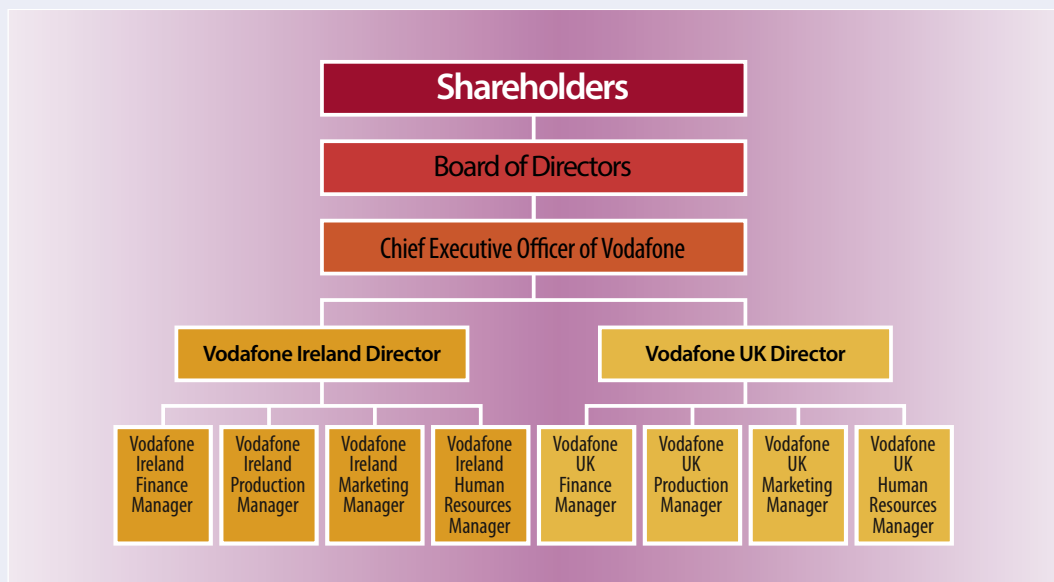 Shareholders
Board of Directors
Chief Executive Officer of Vodafone
Vodafone Ireland Director
Vodafone UK Director
Vodafone
Ireland
Finance
Manager
Vodafone
Ireland
Production
Manager
Vodafone
Ireland
Marketing
Manager
Vodafone
Ireland
Human
Resources
Manager
Vodafone
UK
Finance
Manager
Vodafone
UK
Production
Manager
Vodafone
UK
Marketing
Manager
Vodafone
UK
Human
Resources
Manager